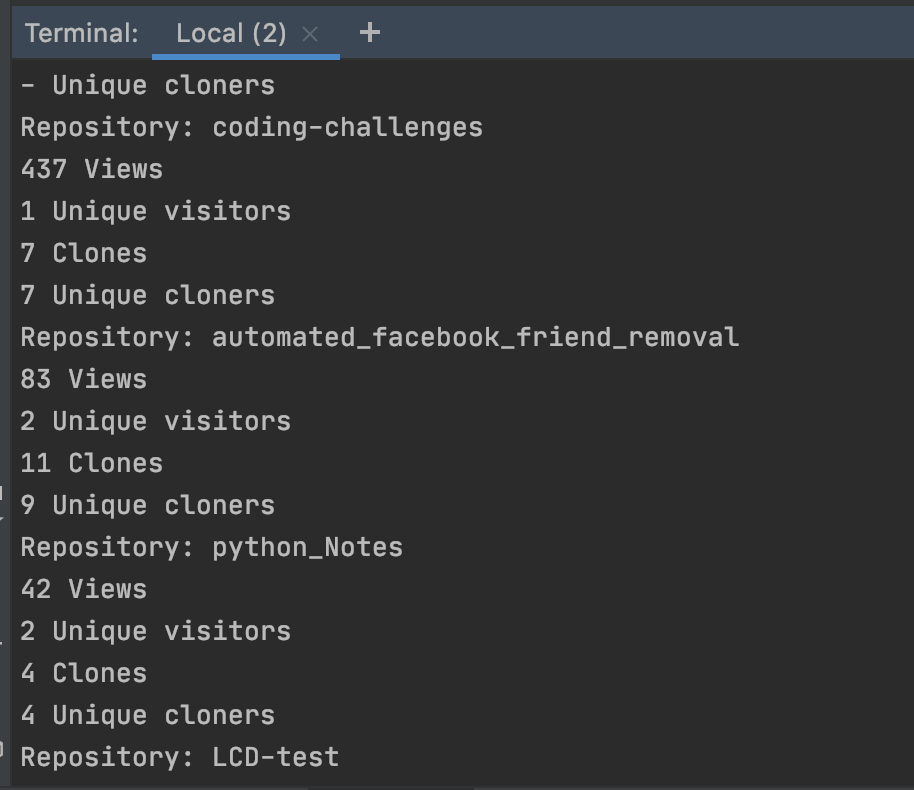 Terminal: Local (2) × +
- Unique cloners
Repository: coding-challenges
437 Views
1 Unique visitors
7 Clones
7 Unique cloners
Repository: automated_facebook_friend_removal
83 Views
2 Unique visitors
11 Clones
9 Unique cloners
Repository: python_Notes
42 Views
2 Unique visitors
4 Clones
4 Unique cloners
Repository: LCD-test